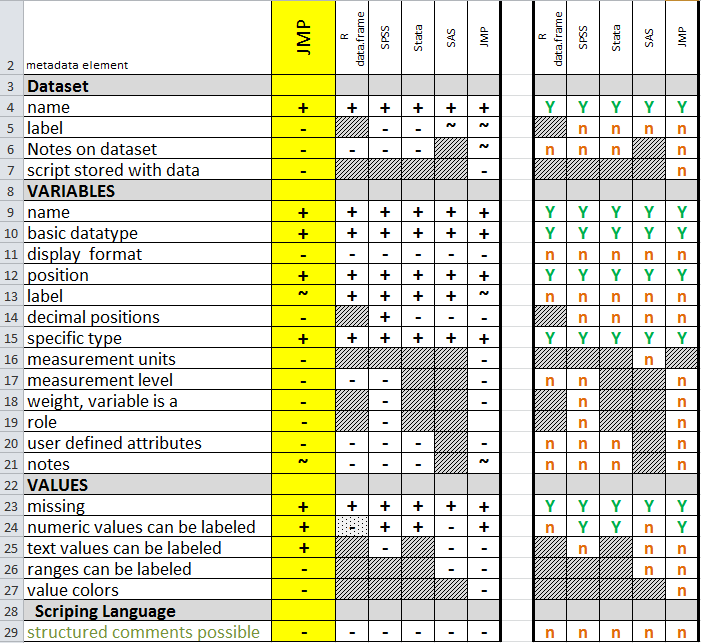 2 metadata element JMP R data.frame SPSS Stata SAS JMP R data.frame SPSS Stata SAS JMP
3 Dataset
4 name + + + + + + Y Y Y Y Y
5 label - - - ~ ~ n n n n
6 Notes on dataset - - - - ~ n n n n
7 script stored with data - - n
8 VARIABLES
9 name + + + + + + Y Y Y Y Y
10 basic datatype + + + + + + Y Y Y Y Y
11 display format - - - - - - n n n n n
12 position + + + + + + Y Y Y Y Y
13 label ~ + + + + ~ n n n n n
14 decimal positions - + - - - n n n n
15 specific type + + + + + + Y Y Y Y Y
16 measurement units - - n
17 measurement level - - - - n n n
18 weight, variable is a - - - n n
19 role - - - n n
20 user defined attributes - - - - - n n n n
21 notes ~ - - - ~ n n n n
22 VALUES
23 missing + + + + + + Y Y Y Y Y
24 numeric values can be labeled + - + + - + n Y Y n Y
25 text values can be labeled + - - - n n n
26 ranges can be labeled - - - n n
27 value colors - - n
28 Scriping Language
29 structured comments possible - - - - - - n n n n n